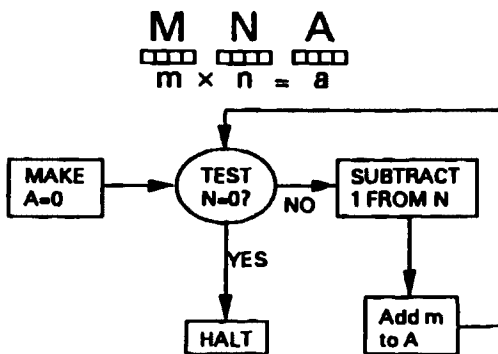 M N A
m × n = a
MAKE
A=0
TEST
N=0?
NO
SUBTRACT
1 FROM N
YES
HALT
Add m
to A